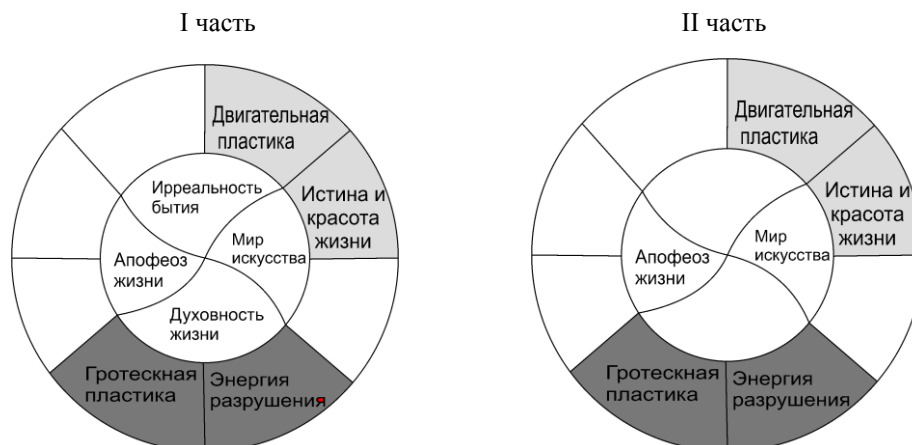 I часть
Двигательная
пластика
Истина и
красота
жизни
Ирреальность
бытия
Мир
искусства
Апофеоз
жизни
Духовность
жизни
Гротескная
пластика
Энергия
разрушения
II часть
Двигательная
пластика
Истина и
красота
жизни
Мир
искусства
Апофеоз
жизни
Гротескная
пластика
Энергия
разрушения